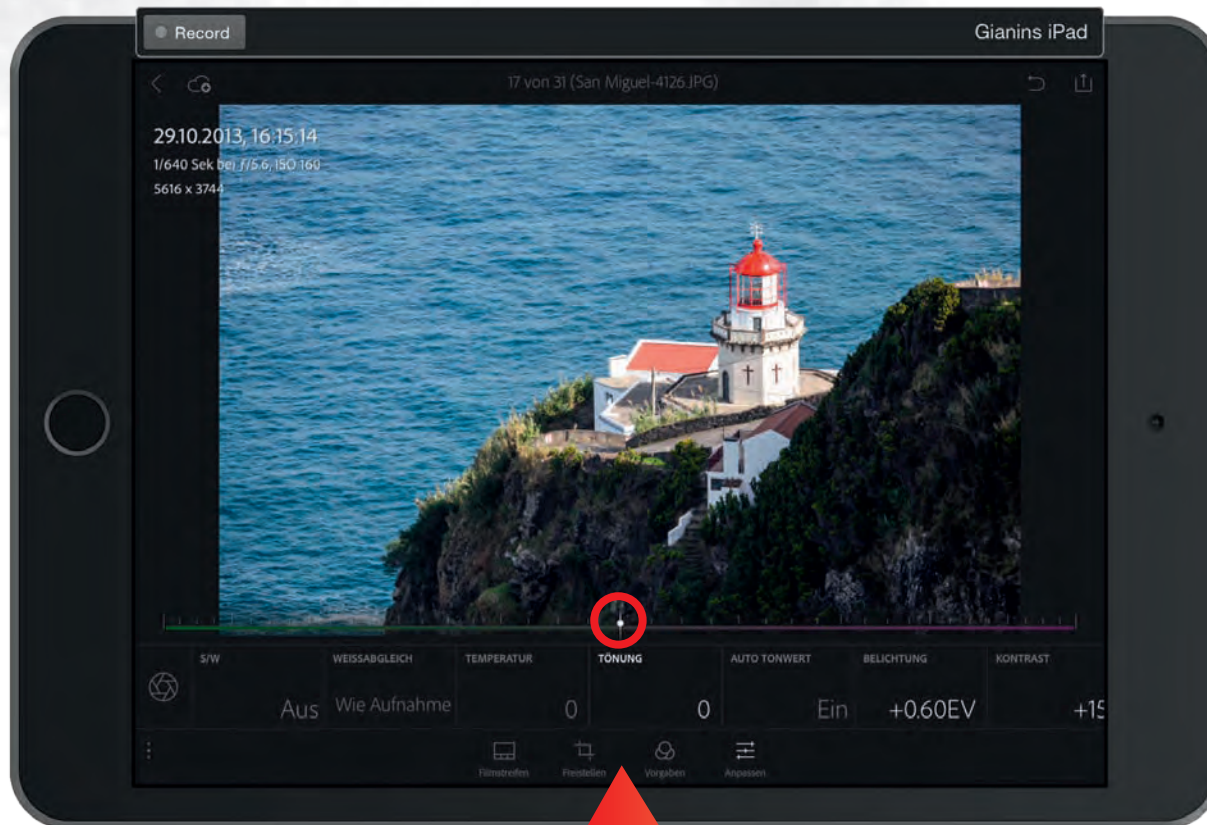 Record
Gianins iPad
17 von 31 (San Miguel-4126.JPG)
29.10.2013, 16:15:14
1/640 Sek bei f/5.6, ISO 160
5616 x 3744
S/W
WEISSABGLEICH
TEMPERATUR
TÖNUNG
AUTO TONWERT
BELICHTUNG
KONTRAST
Aus
Wie Aufnahme
0
0
Ein
+0.60EV
+15
Filmstreifen
Freistellen
Vorgaben
Anpassen